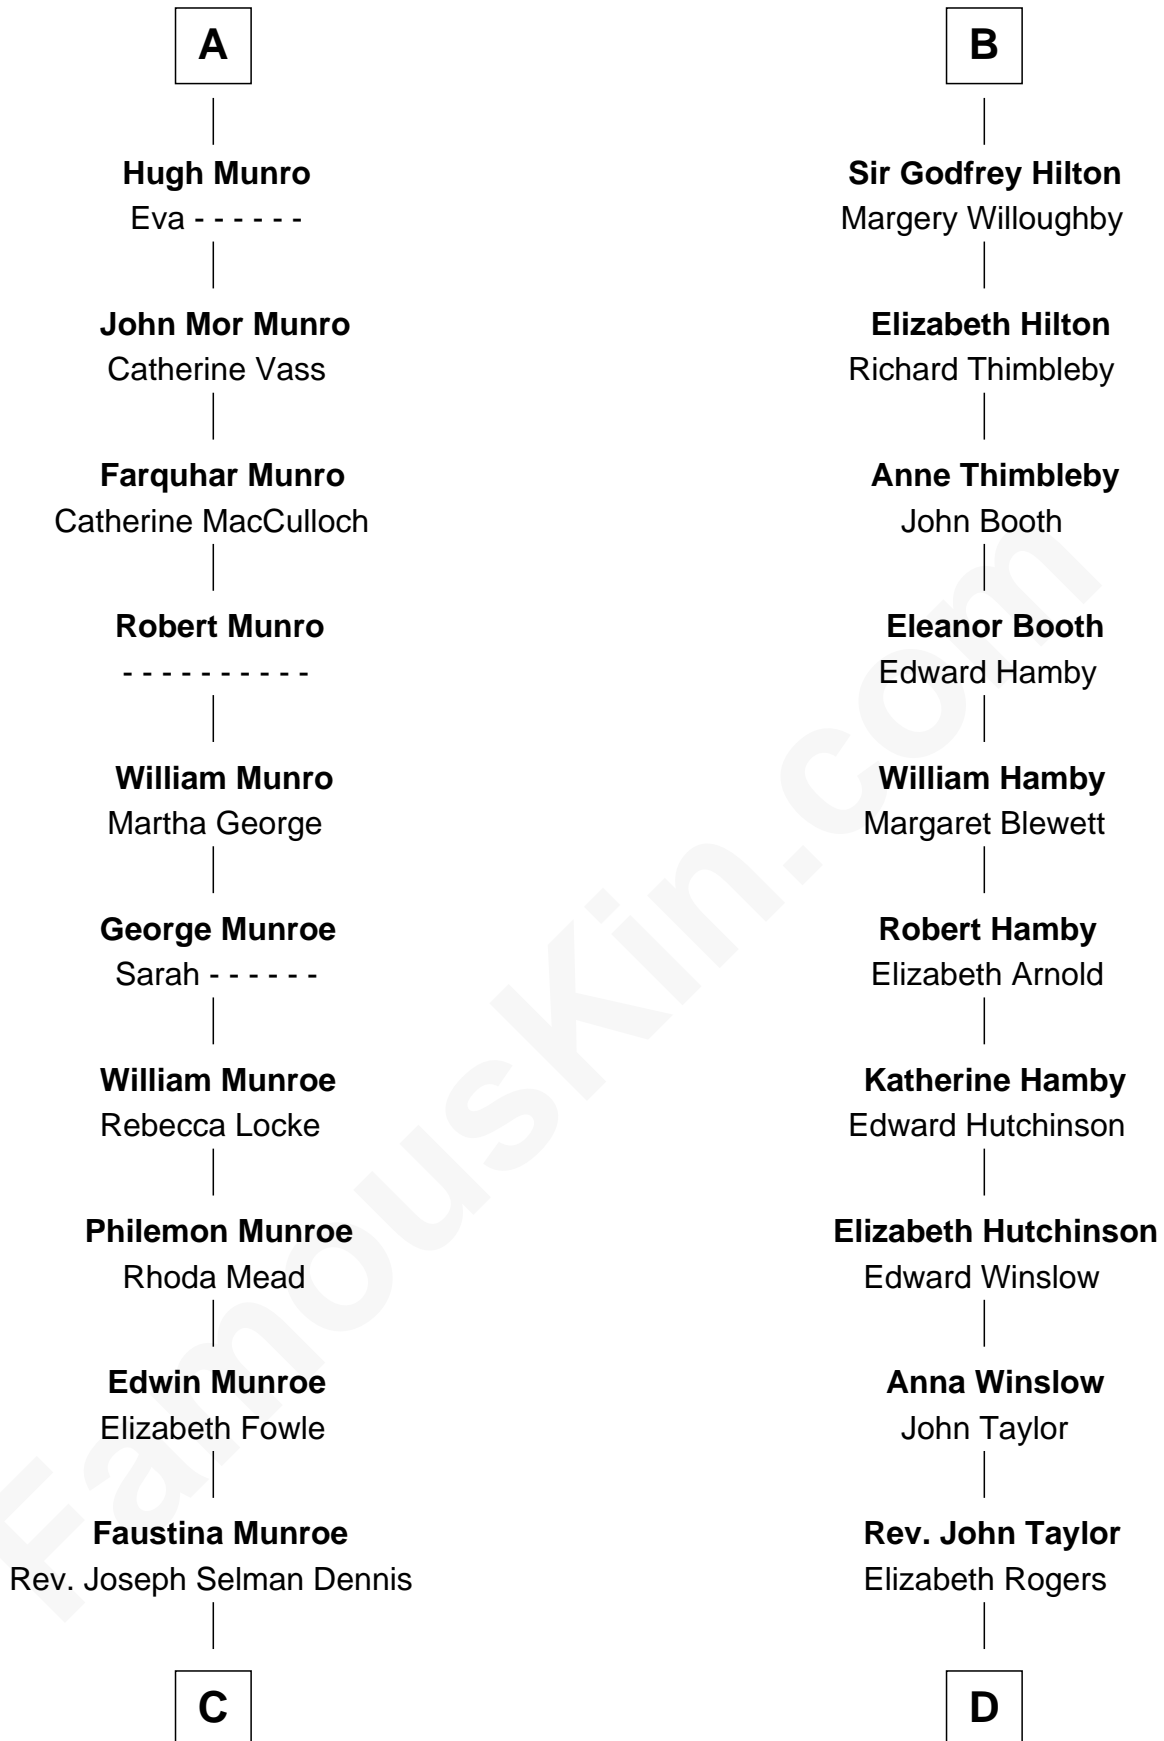 A
Hugh Munro
Eva - - - - - -
John Mor Munro
Catherine Vass
Farquhar Munro
Catherine MacCulloch
Robert Munro
- - - - - - - - - -
William Munro
Martha George
George Munroe
Sarah - - - - - -
William Munroe
Rebecca Locke
Philemon Munroe
Rhoda Mead
Edwin Munroe
Elizabeth Fowle
Faustina Munroe
Rev. Joseph Selman Dennis
C
B
Sir Godfrey Hilton
Margery Willoughby
Elizabeth Hilton
Richard Thimbleby
Anne Thimbleby
John Booth
Eleanor Booth
Edward Hamby
William Hamby
Margaret Blewett
Robert Hamby
Elizabeth Arnold
Katherine Hamby
Edward Hutchinson
Elizabeth Hutchinson
Edward Winslow
Anna Winslow
John Taylor
Rev. John Taylor
Elizabeth Rogers
D
FamousKin.com